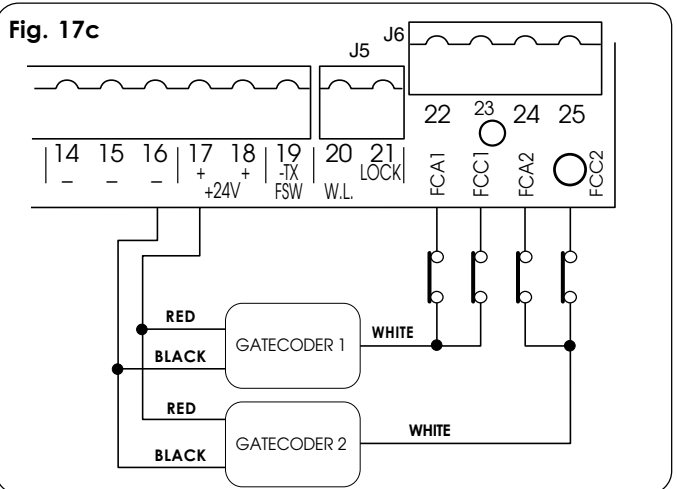 Fig. 17c
J6
J5
22 23 24 25
14 15 16 17 18 19 20 21
– – – + + -TX LOCK
+24V FSW W.L.
FCA1 FCC1 FCA2 FCC2
RED
GATECODER 1
WHITE
BLACK
RED
GATECODER 2
WHITE
BLACK